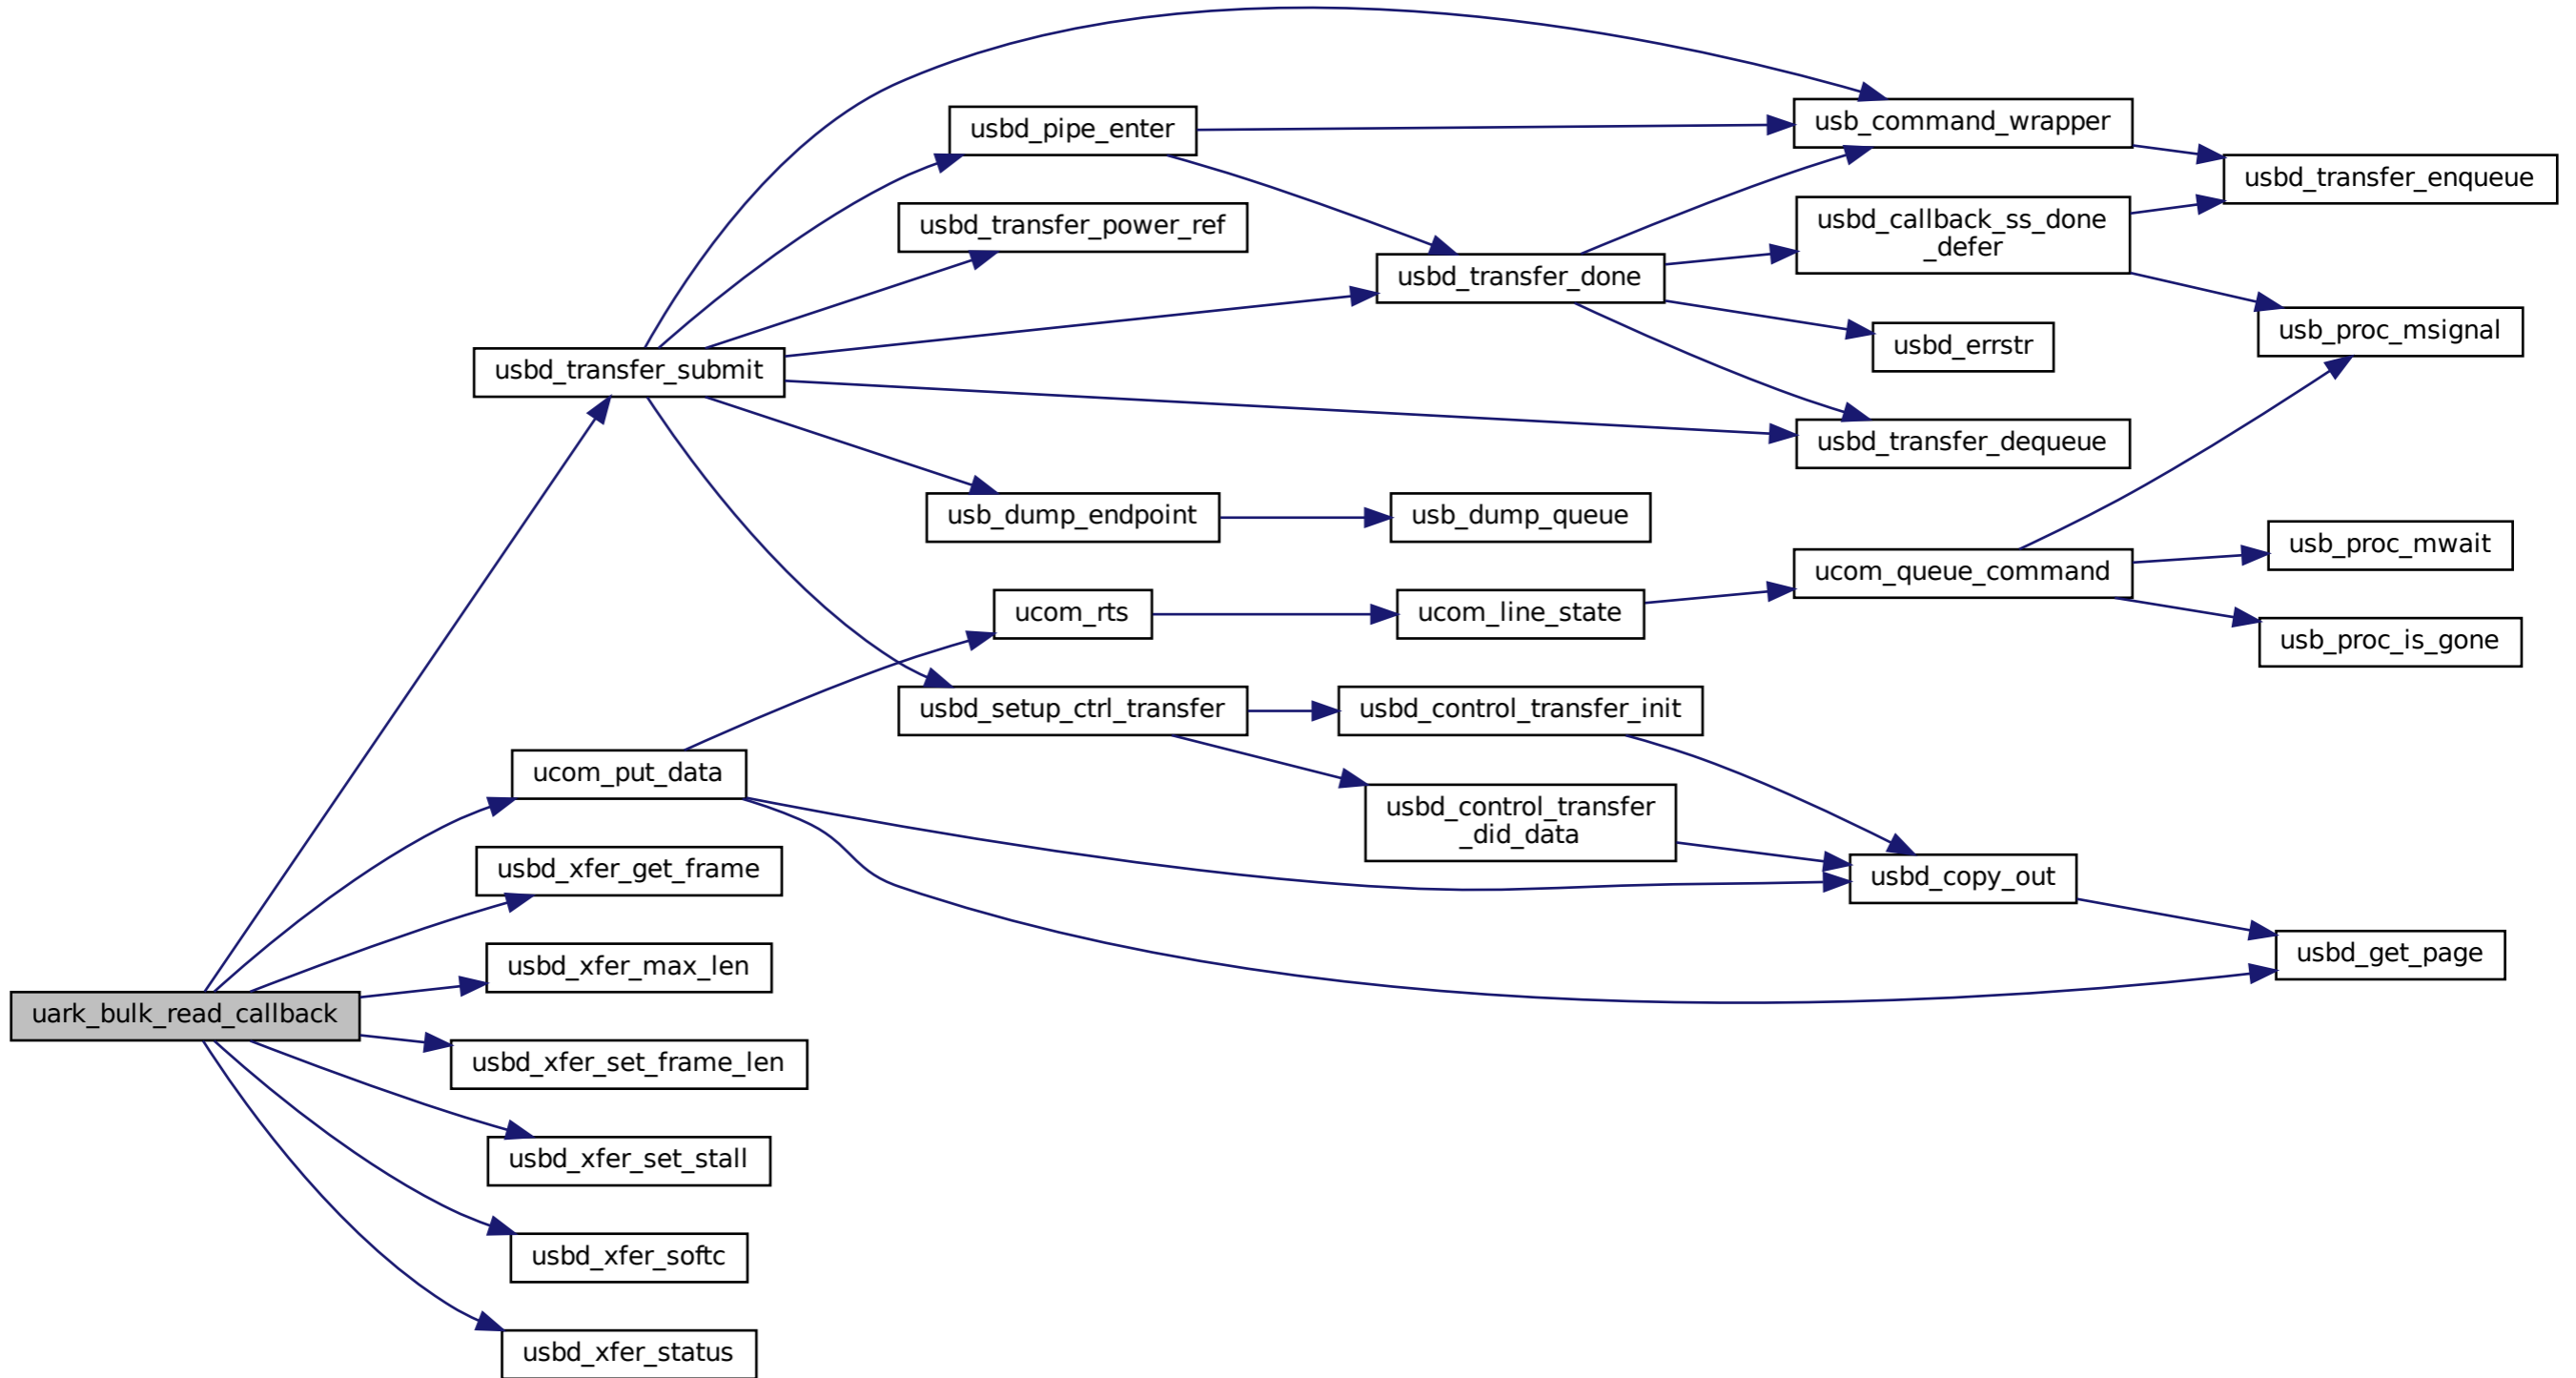 usbd_pipe_enter
usb_command_wrapper
usbd_transfer_enqueue
usbd_transfer_power_ref
usbd_callback_ss_done
_defer
usbd_transfer_done
usb_proc_msignal
usbd_errstr
usbd_transfer_submit
usbd_transfer_dequeue
usb_dump_endpoint
usb_dump_queue
usb_proc_mwait
ucom_queue_command
ucom_rts
ucom_line_state
usb_proc_is_gone
usbd_setup_ctrl_transfer
usbd_control_transfer_init
ucom_put_data
usbd_control_transfer
_did_data
usbd_xfer_get_frame
usbd_copy_out
usbd_get_page
usbd_xfer_max_len
uark_bulk_read_callback
usbd_xfer_set_frame_len
usbd_xfer_set_stall
usbd_xfer_softc
usbd_xfer_status